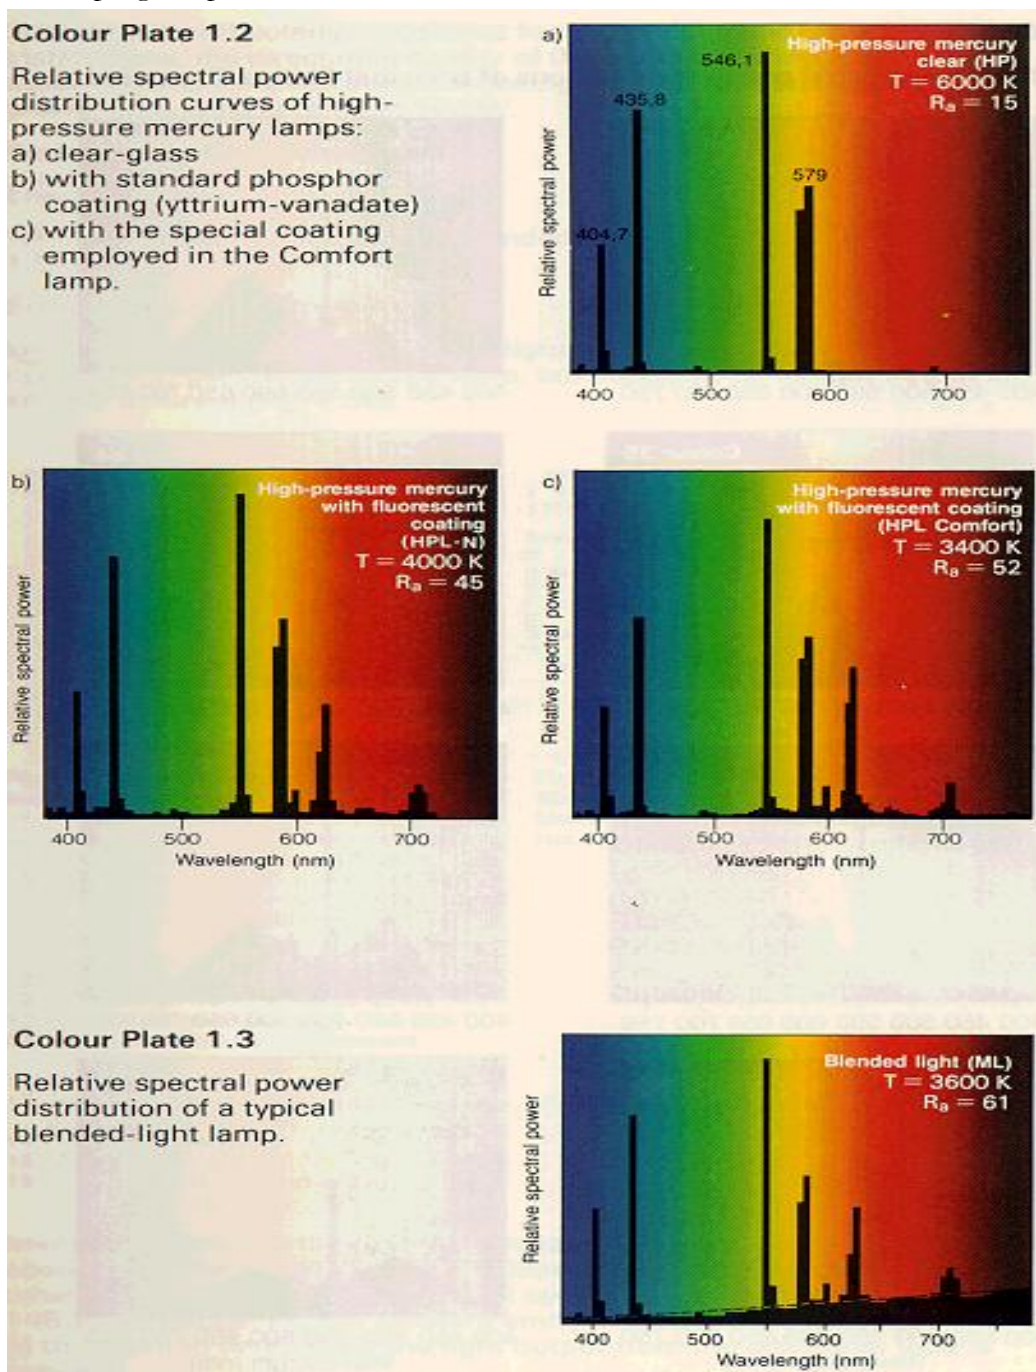 Colour Plate 1.2
Relative spectral power
distribution curves of high-
pressure mercury lamps:
a) clear-glass
b) with standard phosphor
coating (yttrium-vanadate)
c) with the special coating
employed in the Comfort
lamp.
a)
High-pressure mercury
clear (HP)
T = 6000 K
Ra = 15
546,1
435,8
579
404,7
Relative spectral power
400 500 600 700
b)
High-pressure mercury
with fluorescent
coating
(HPL-N)
T = 4000 K
Ra = 45
Relative spectral power
400 500 600 700
Wavelength (nm)
c)
High-pressure mercury
with fluorescent coating
(HPL Comfort)
T = 3400 K
Ra = 52
Relative spectral power
400 500 600 700
Wavelength (nm)
Colour Plate 1.3
Relative spectral power
distribution of a typical
blended-light lamp.
Blended light (ML)
T = 3600 K
Ra = 61
Relative spectral power
400 500 600 700
Wavelength (nm)